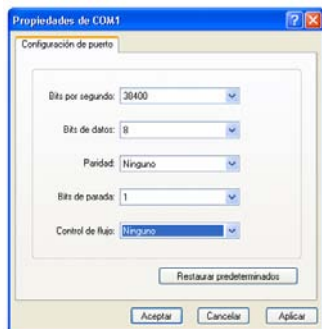 Propiedades de COM1
Configuración de puerto
Bits por segundo: 38400
Bits de datos: 8
Paridad: Ninguno
Bits de parada: 1
Control de flujo: Ninguno
Restaurar predeterminados
Aceptar Cancelar Aplicar